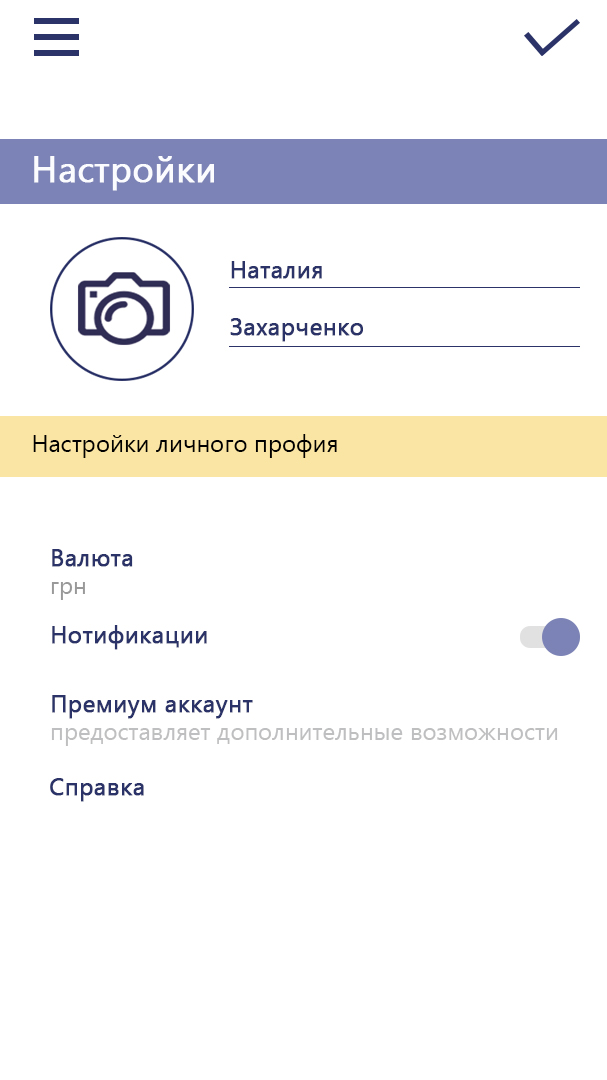 Настройки
Наталия
Захарченко
Настройки личного профия
Валюта
грн
Нотификации
Премиум аккаунт
предоставляет дополнительные возможности
Справка